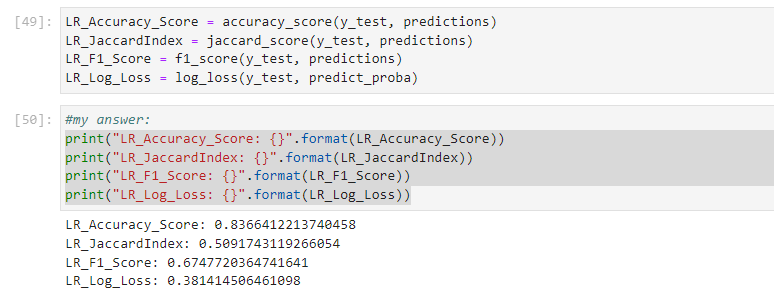 [49]: LR_Accuracy_Score = accuracy_score(y_test, predictions)
LR_JaccardIndex = jaccard_score(y_test, predictions)
LR_F1_Score = f1_score(y_test, predictions)
LR_Log_Loss = log_loss(y_test, predict_proba)
[50]: #my answer:
print("LR_Accuracy_Score: {}".format(LR_Accuracy_Score))
print("LR_JaccardIndex: {}".format(LR_JaccardIndex))
print("LR_F1_Score: {}".format(LR_F1_Score))
print("LR_Log_Loss: {}".format(LR_Log_Loss))
LR_Accuracy_Score: 0.8366412213740458
LR_JaccardIndex: 0.5091743119266054
LR_F1_Score: 0.6747720364741641
LR_Log_Loss: 0.381414506461098